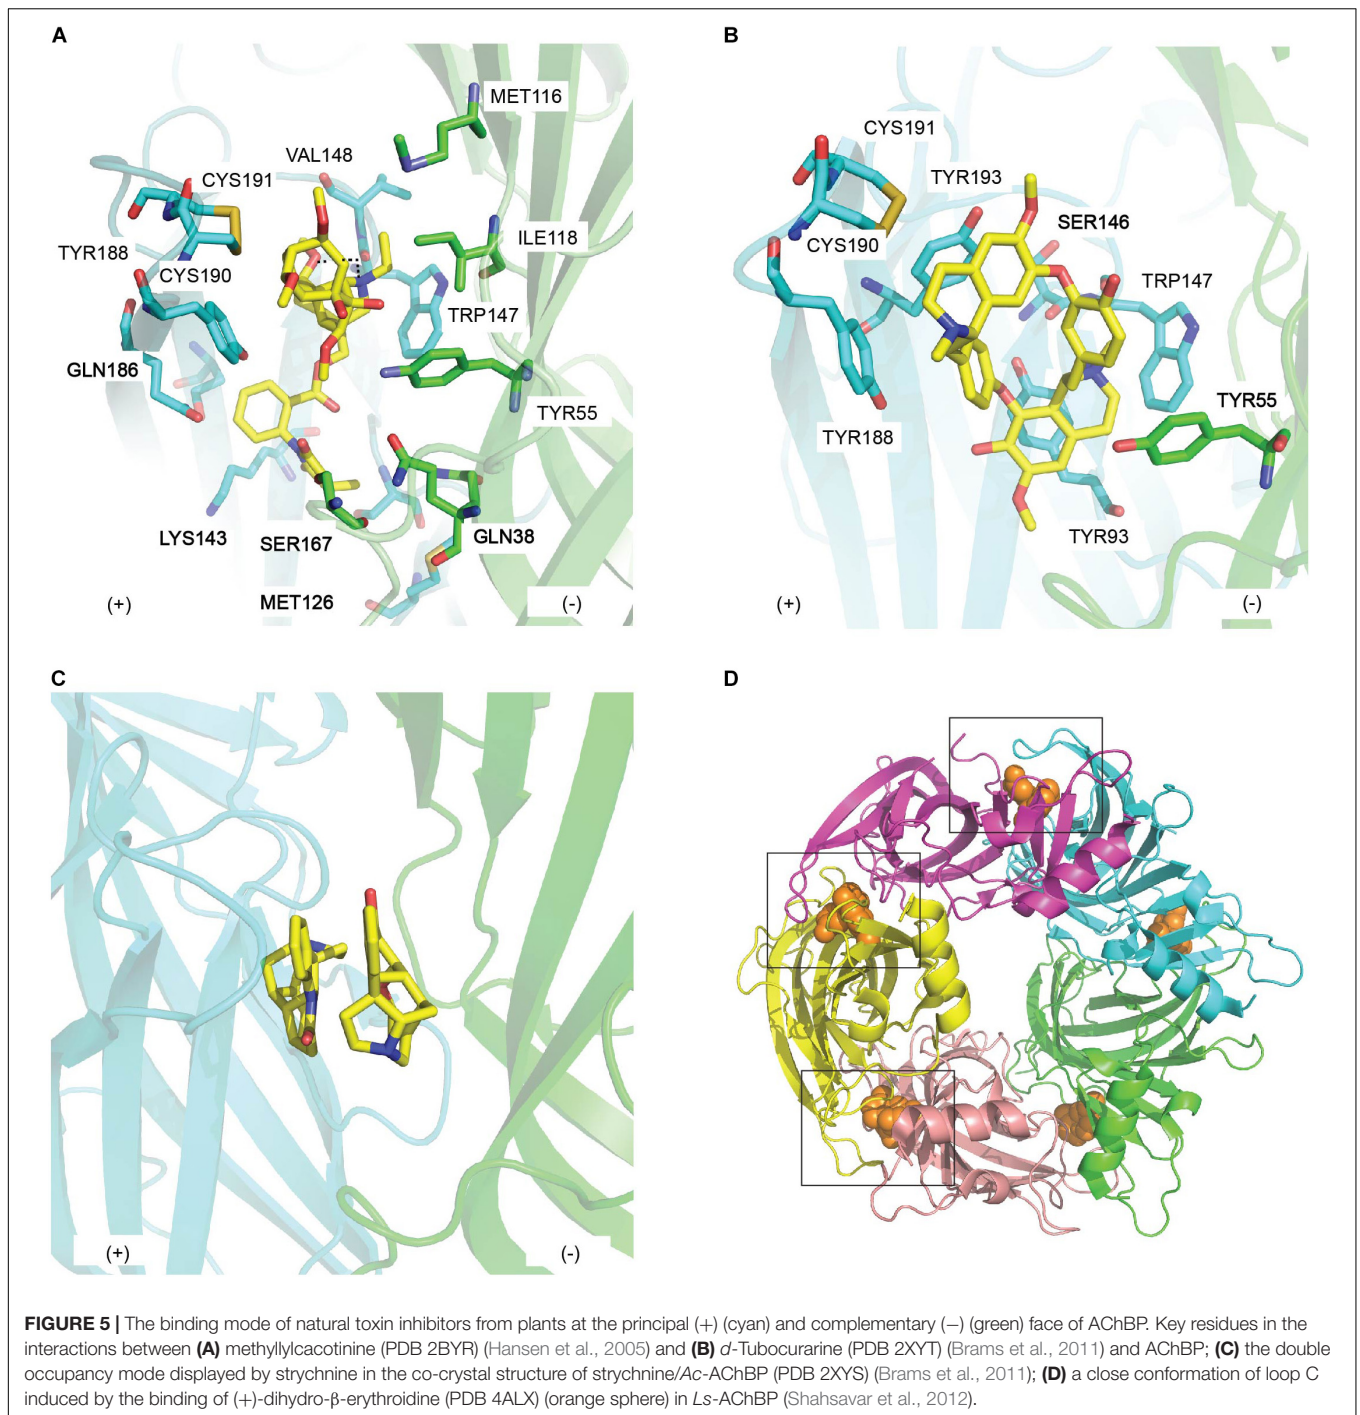 A
MET116
VAL148
CYS191
TYR188
CYS190
ILE118
TRP147
GLN186
TYR55
LYS143
SER167
GLN38
MET126
(+)
(-)
B
CYS191
TYR193
SER146
CYS190
TRP147
TYR188
TYR55
TYR93
(+)
(-)
C
(+)
(-)
D
FIGURE 5 | The binding mode of natural toxin inhibitors from plants at the principal (+) (cyan) and complementary (−) (green) face of AChBP. Key residues in the
interactions between (A) methyllylcacotinine (PDB 2BYR) (Hansen et al., 2005) and (B) d-Tubocurarine (PDB 2XYT) (Brams et al., 2011) and AChBP; (C) the double
occupancy mode displayed by strychnine in the co-crystal structure of strychnine/Ac-AChBP (PDB 2XYS) (Brams et al., 2011); (D) a close conformation of loop C
induced by the binding of (+)-dihydro-β-erythroidine (PDB 4ALX) (orange sphere) in Ls-AChBP (Shahsavar et al., 2012).